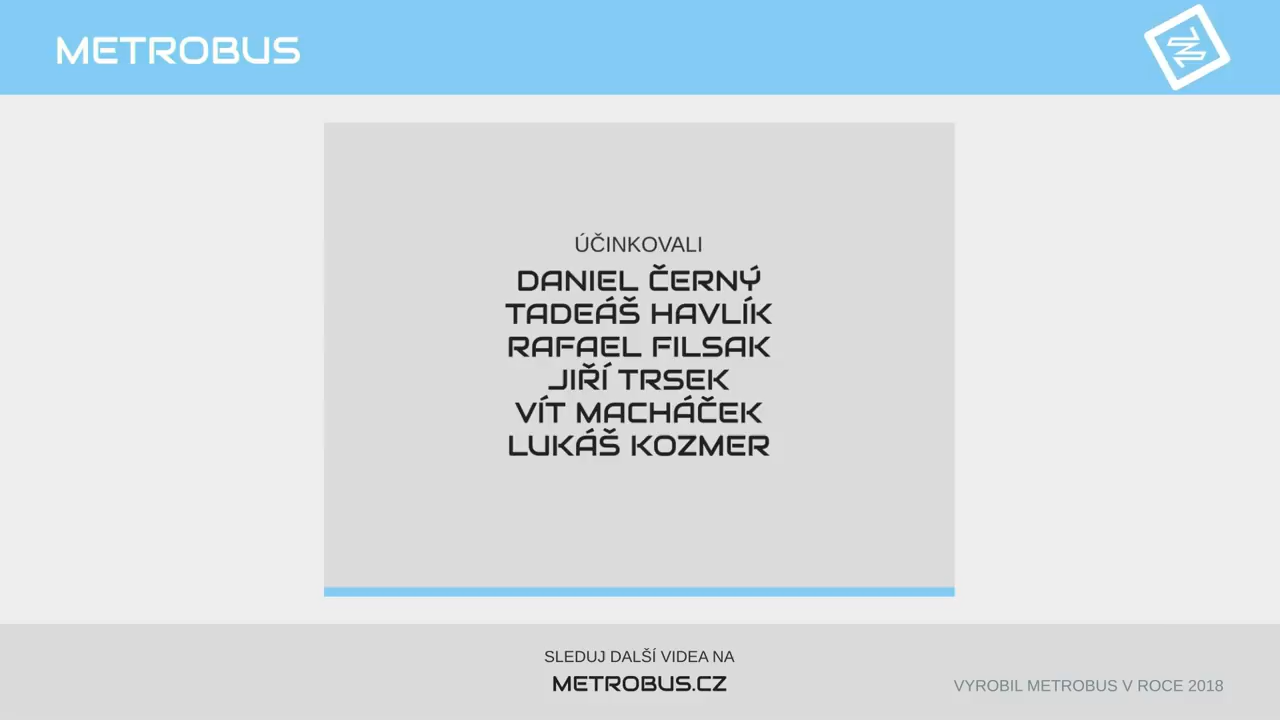 METROBUS
ÚČINKOVALI
DANIEL ČERNÝ
TADEÁŠ HAVLÍK
RAFAEL FILSAK
JIŘÍ TRSEK
VÍT MACHÁČEK
LUKÁŠ KOZMER
SLEDUJ DALŠÍ VIDEA NA
METROBUS.CZ
VYROBIL METROBUS V ROCE 2018